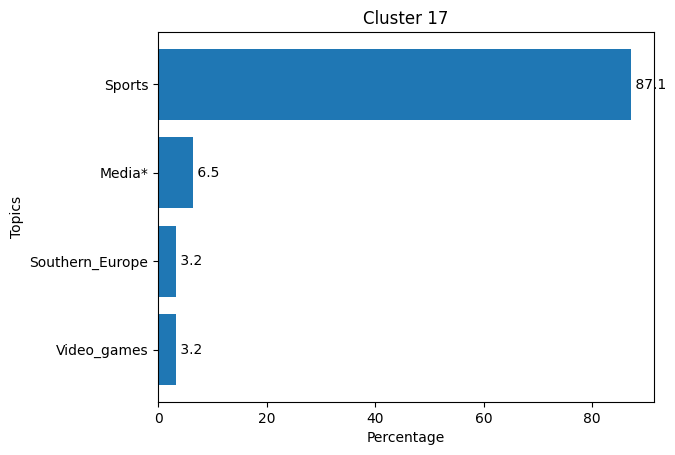 Cluster 17
Topics
Sports
87.1
Media*
6.5
Southern_Europe
3.2
Video_games
3.2
0 20 40 60 80
Percentage